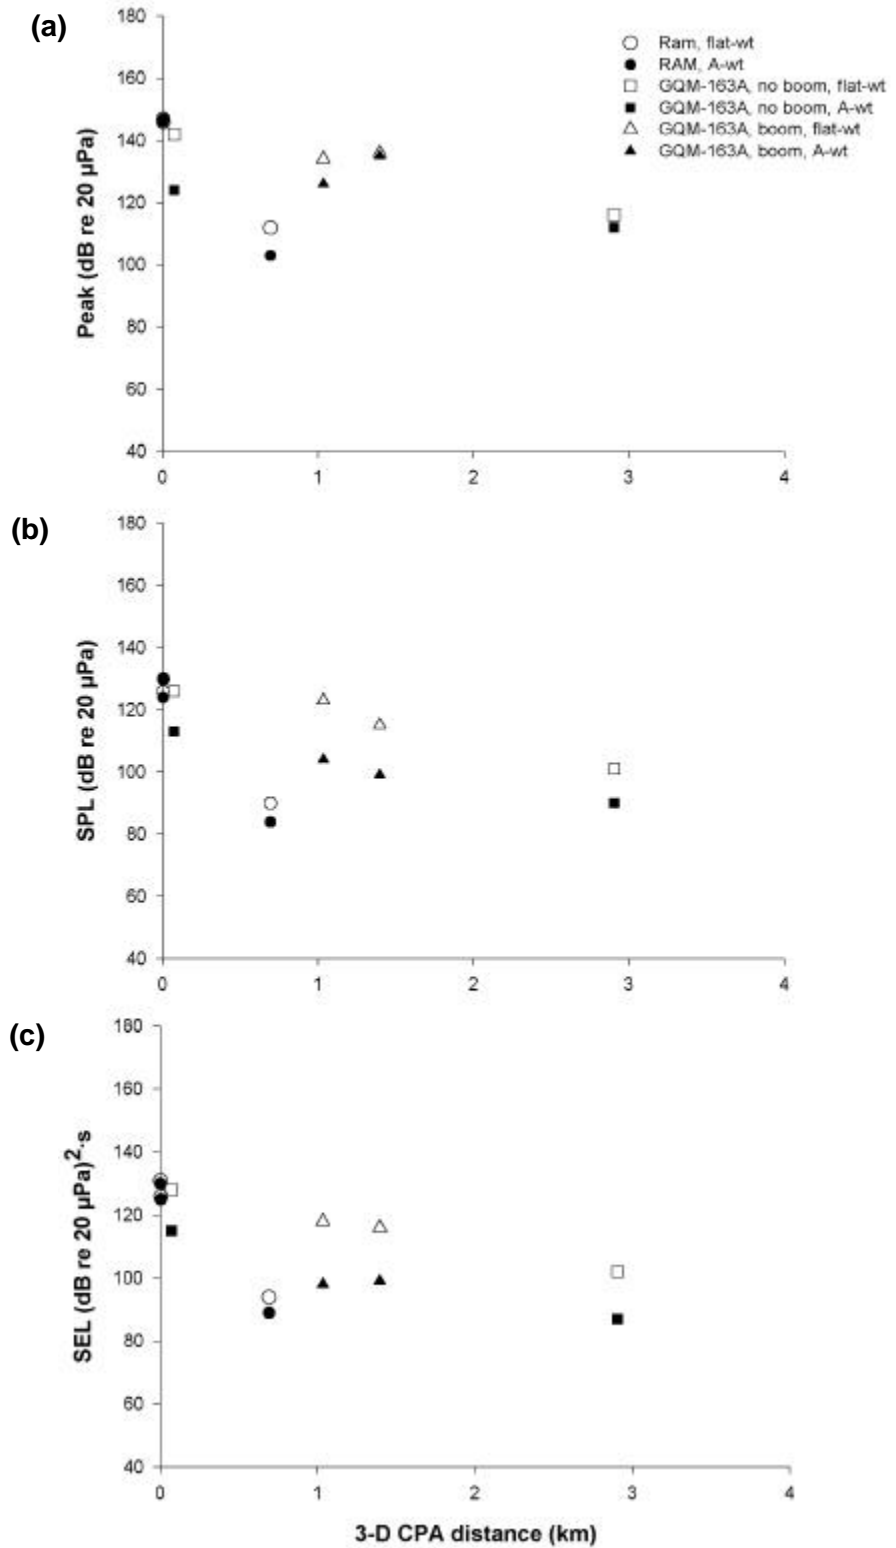 (a)
180
160
140
120
100
80
60
40
Peak (dB re 20 µPa)
0 1 2 3 4
Ram, flat-wt
RAM, A-wt
GQM-163A, no boom, flat-wt
GQM-163A, no boom, A-wt
GQM-163A, boom, flat-wt
GQM-163A, boom, A-wt
(b)
180
160
140
120
100
80
60
40
SPL (dB re 20 µPa)
0 1 2 3 4
(c)
180
160
140
120
100
80
60
40
SEL (dB re 20 µPa)2·s
0 1 2 3 4
3-D CPA distance (km)